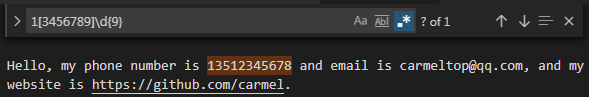 1[3456789]\d{9} Aa Abl .* ? of 1
Hello, my phone number is 13512345678 and email is carmeltop@qq.com, and my
website is https://github.com/carmel.